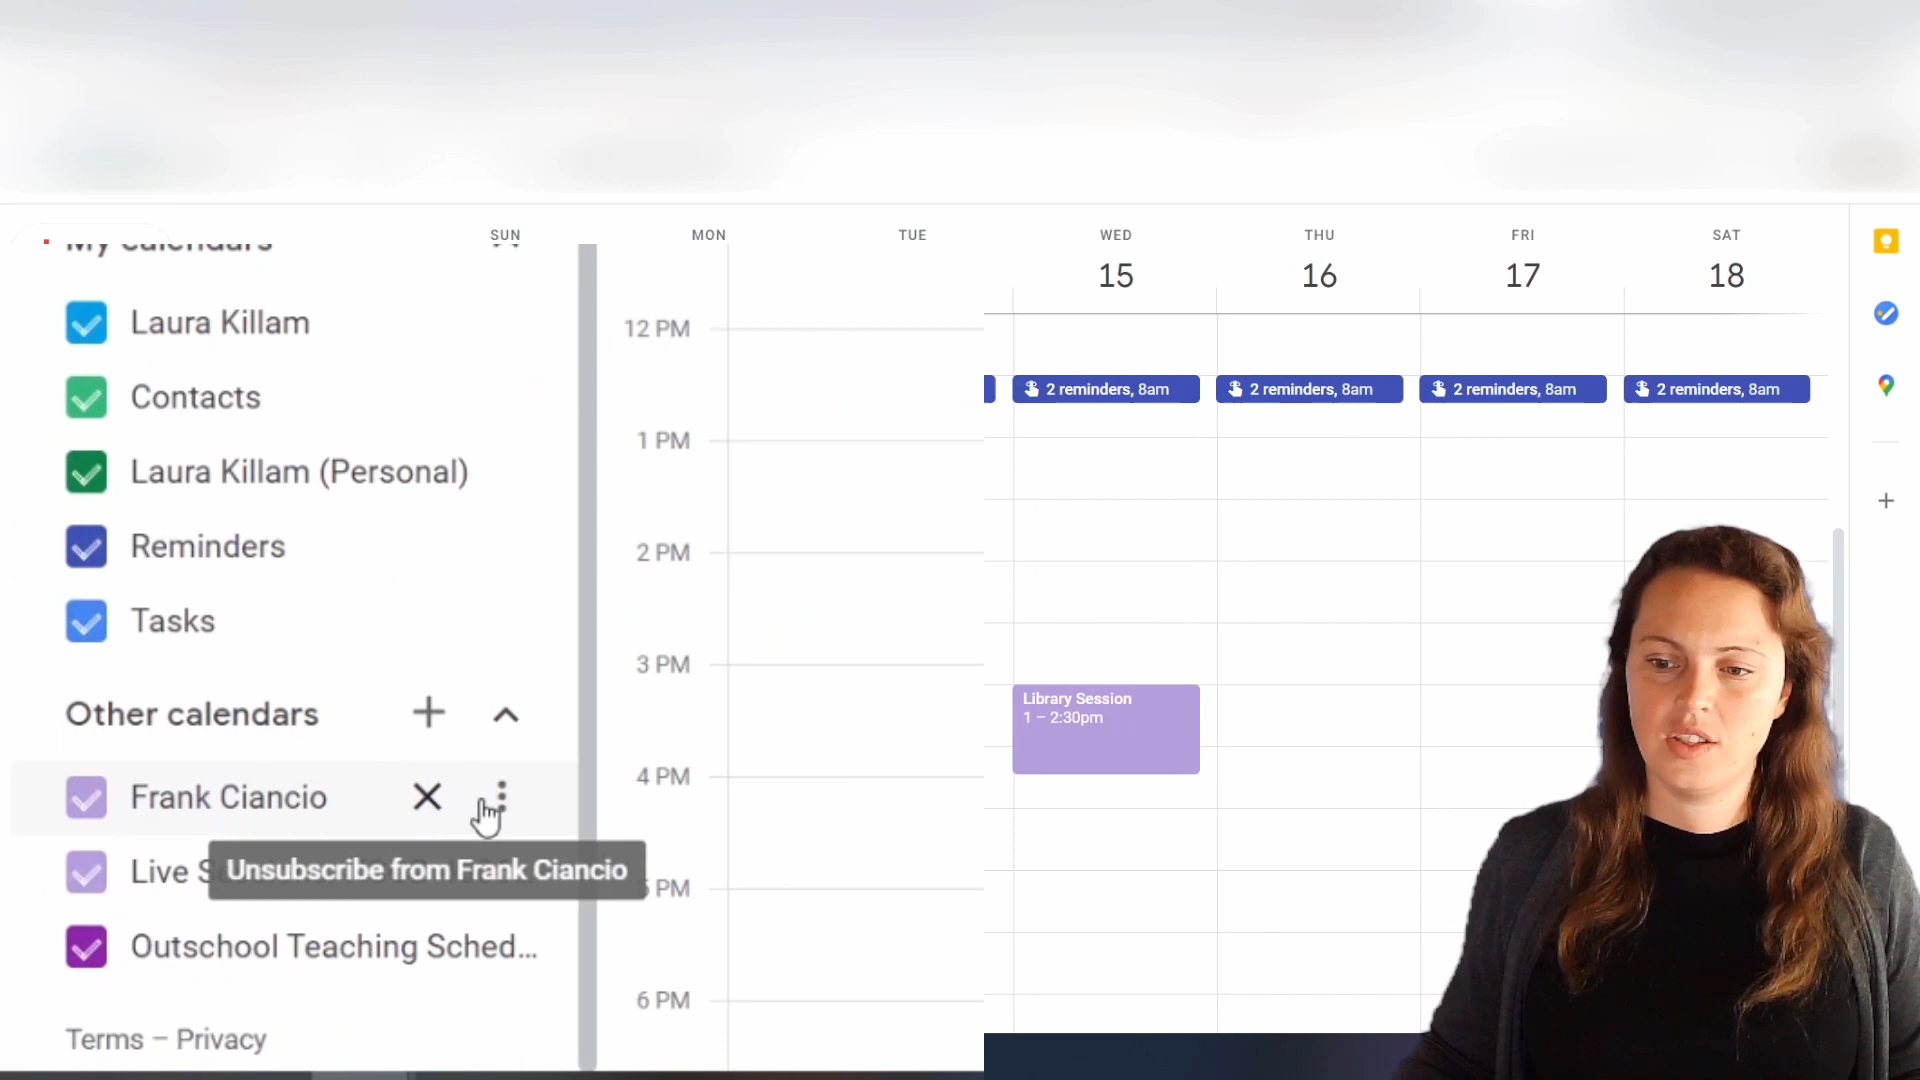 My calendars
Laura Killam
Contacts
Laura Killam (Personal)
Reminders
Tasks
Other calendars
Frank Ciancio
Unsubscribe from Frank Ciancio
Live
Outschool Teaching Sched...
Terms – Privacy
SUN
MON
TUE
WED
THU
FRI
SAT
15
16
17
18
12 PM
1 PM
2 PM
3 PM
4 PM
5 PM
6 PM
2 reminders, 8am
2 reminders, 8am
2 reminders, 8am
2 reminders, 8am
Library Session
1 – 2:30pm